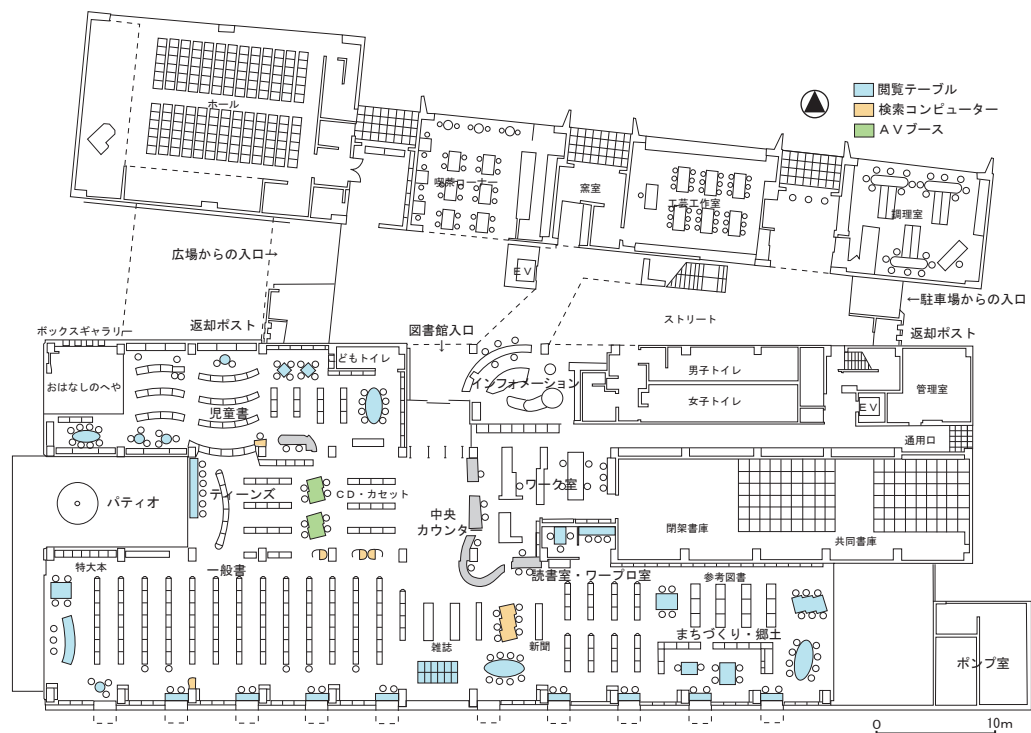 閲覧テーブル
検索コンピューター
ＡＶブース
ホール
喫茶コーナー
窯室
工芸工作室
調理室
広場からの入口→
EV
←駐車場からの入口
ボックスギャラリー
返却ポスト
図書館入口
↓
ストリート
返却ポスト
おはなしのへや
どもトイレ
インフォメーション
男子トイレ
女子トイレ
管理室
EV
児童書
通用口
パティオ
ティーンズ
ＣＤ・カセット
中央
カウンター
ワーク室
閉架書庫
共同書庫
特大本
一般書
読書室・ワープロ室
参考図書
まちづくり・郷土
雑誌
新聞
ポンプ室
0
10m